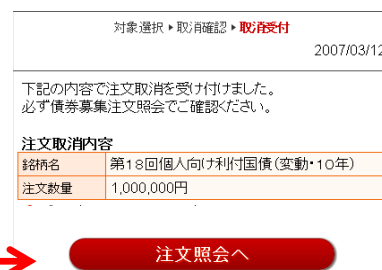 対象選択▶取消確認▶取消受付
2007/03/12
下記の内容で注文取消を受け付けました。
必ず債券募集注文照会でご確認ください。
注文取消内容
銘柄名 第18回個人向け利付国債(変動・10年)
注文数量 1,000,000円
注文照会へ